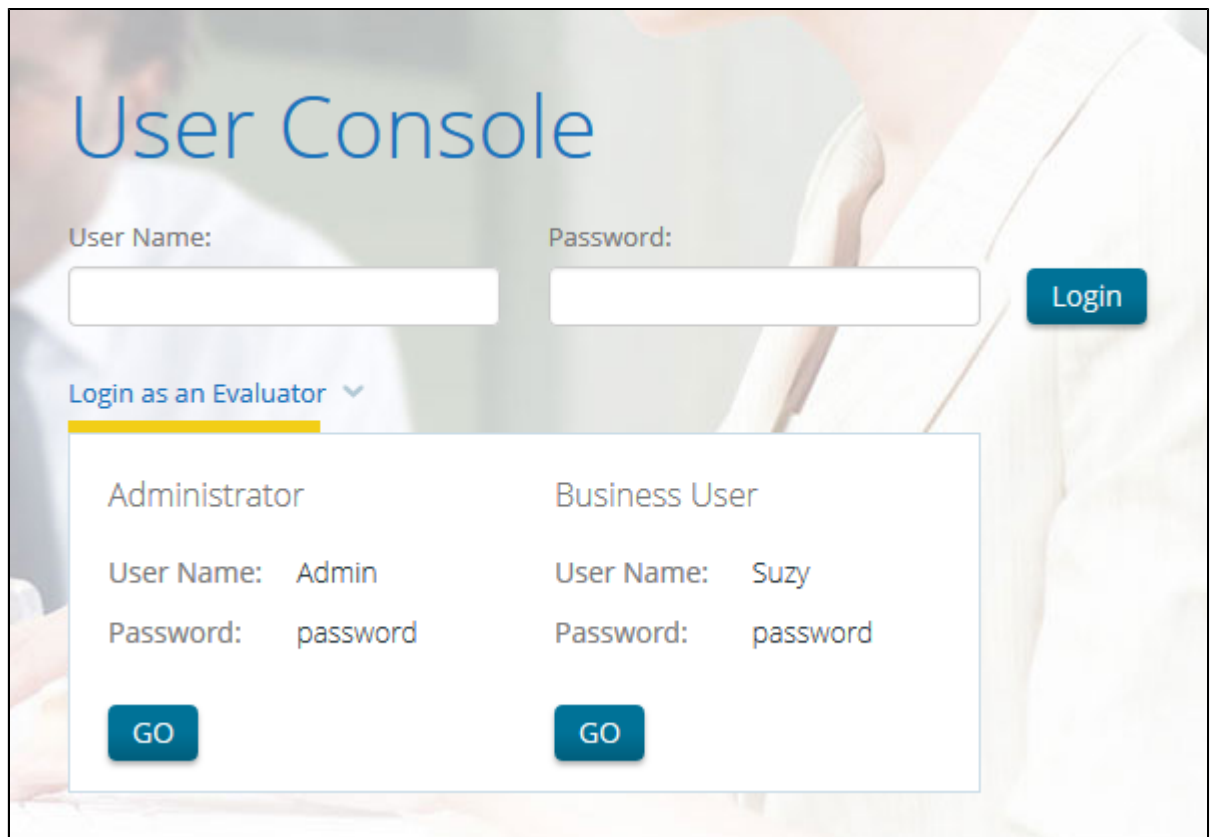 User Console
User Name: Password:
Login
Login as an Evaluator
Administrator Business User
User Name: Admin User Name: Suzy
Password: password Password: password
GO GO